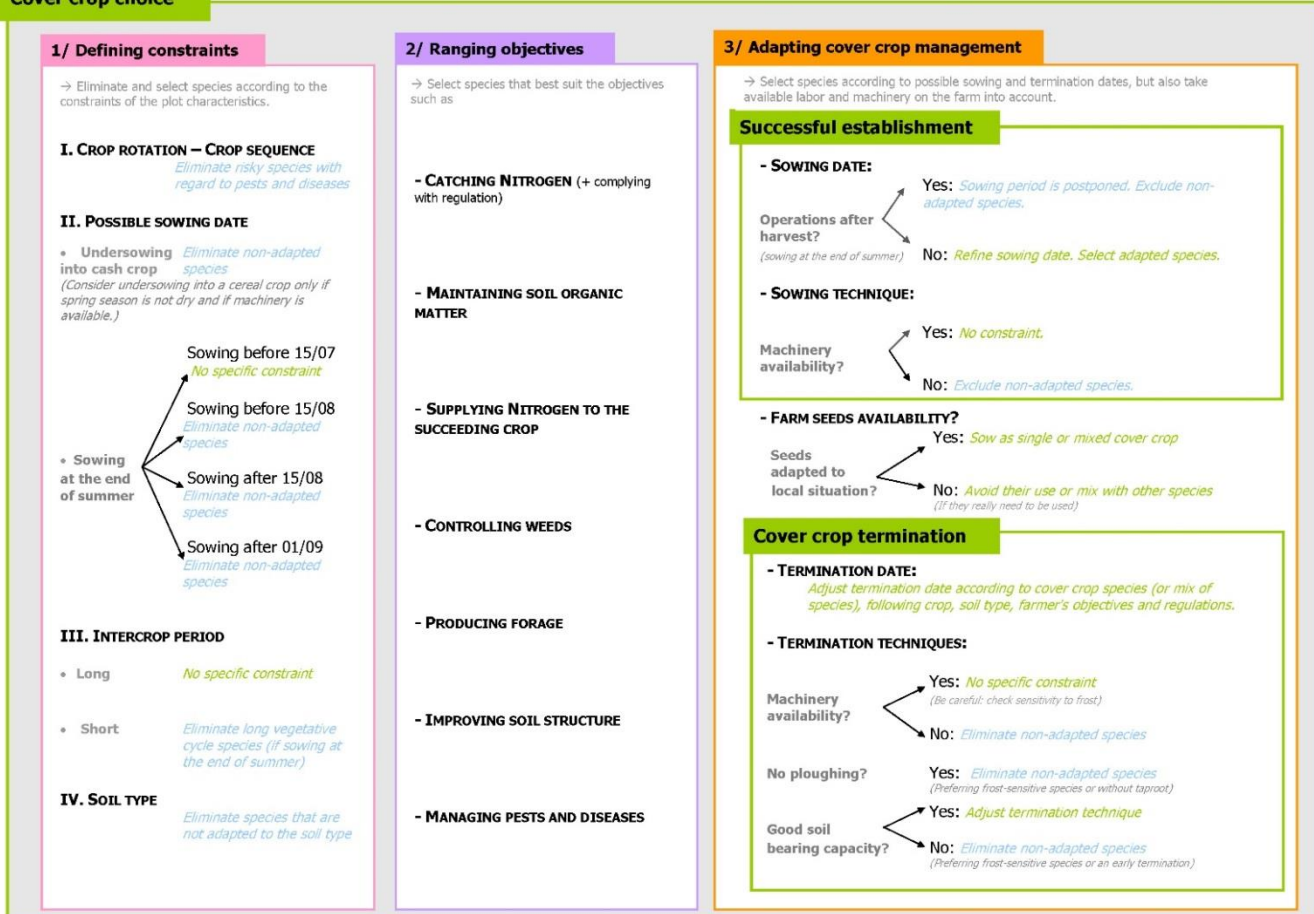 Cover crop choice
1/ Defining constraints
→ Eliminate and select species according to the
constraints of the plot characteristics.
I. CROP ROTATION – CROP SEQUENCE
Eliminate risky species with
regard to pests and diseases
II. POSSIBLE SOWING DATE
• Undersowing
into cash crop
Eliminate non-adapted
species
(Consider undersowing into a cereal crop only if
spring season is not dry and if machinery is
available.)
• Sowing
at the end
of summer
Sowing before 15/07
No specific constraint
Sowing before 15/08
Eliminate non-adapted
species
Sowing after 15/08
Eliminate non-adapted
species
Sowing after 01/09
Eliminate non-adapted
species
III. INTERCROP PERIOD
• Long No specific constraint
• Short Eliminate long vegetative
cycle species (if sowing at
the end of summer)
IV. SOIL TYPE
Eliminate species that are
not adapted to the soil type
2/ Ranging objectives
→ Select species that best suit the objectives
such as
- CATCHING NITROGEN (+ complying
with regulation)
- MAINTAINING SOIL ORGANIC
MATTER
- SUPPLYING NITROGEN TO THE
SUCCEEDING CROP
- CONTROLLING WEEDS
- PRODUCING FORAGE
- IMPROVING SOIL STRUCTURE
- MANAGING PESTS AND DISEASES
3/ Adapting cover crop management
→ Select species according to possible sowing and termination dates, but also take
available labor and machinery on the farm into account.
Successful establishment
- SOWING DATE:
Operations after
harvest?
(sowing at the end of summer)
Yes: Sowing period is postponed. Exclude non-
adapted species.
No: Refine sowing date. Select adapted species.
- SOWING TECHNIQUE:
Machinery
availability?
Yes: No constraint.
No: Exclude non-adapted species.
- FARM SEEDS AVAILABILITY?
Seeds
adapted to
local situation?
Yes: Sow as single or mixed cover crop
No: Avoid their use or mix with other species
(If they really need to be used)
Cover crop termination
- TERMINATION DATE:
Adjust termination date according to cover crop species (or mix of
species), following crop, soil type, farmer's objectives and regulations.
- TERMINATION TECHNIQUES:
Machinery
availability?
Yes: No specific constraint
(Be careful: check sensitivity to frost)
No: Eliminate non-adapted species
No ploughing?
Yes: Eliminate non-adapted species
(Preferring frost-sensitive species or without taproot)
Good soil
bearing capacity?
Yes: Adjust termination technique
No: Eliminate non-adapted species
(Preferring frost-sensitive species or an early termination)